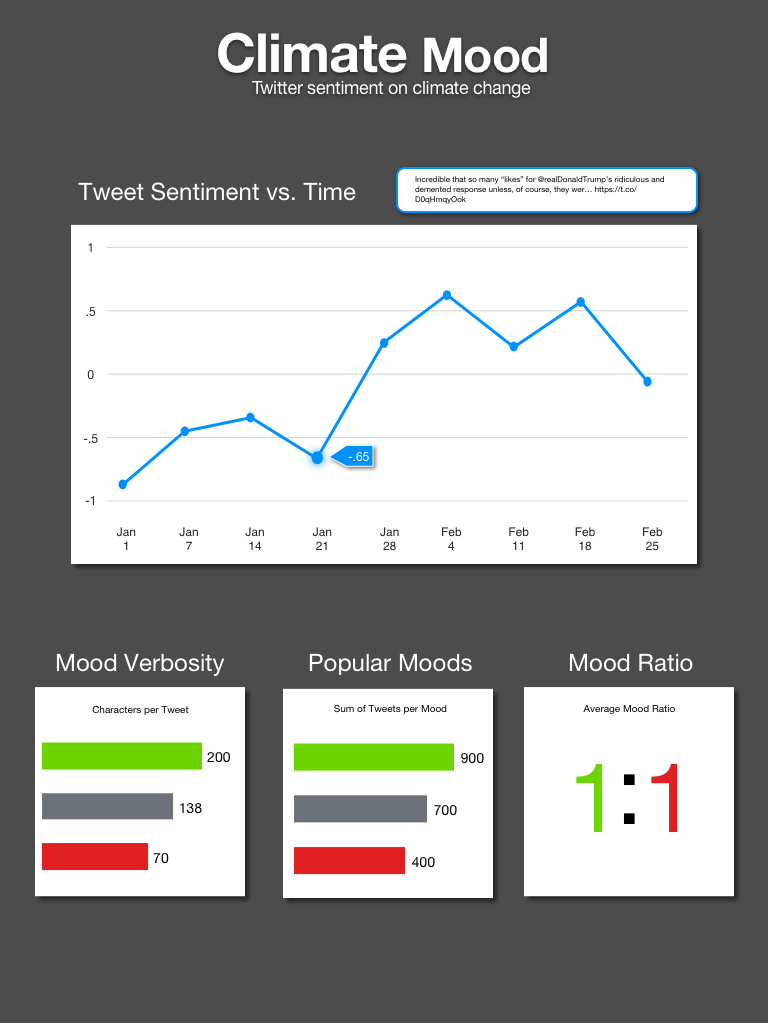 Climate Mood
Twitter sentiment on climate change
Tweet Sentiment vs. Time
Incredible that so many “likes” for @realDonaldTrump’s ridiculous and
demented response unless, of course, they wer… https://t.co/
D0qHmqyOok
1
.5
0
-.5
-1
-.65
Jan Jan Jan Jan Jan Feb Feb Feb Feb
1 7 14 21 28 4 11 18 25
Mood Verbosity
Characters per Tweet
200
138
70
Popular Moods
Sum of Tweets per Mood
900
700
400
Mood Ratio
Average Mood Ratio
1:1